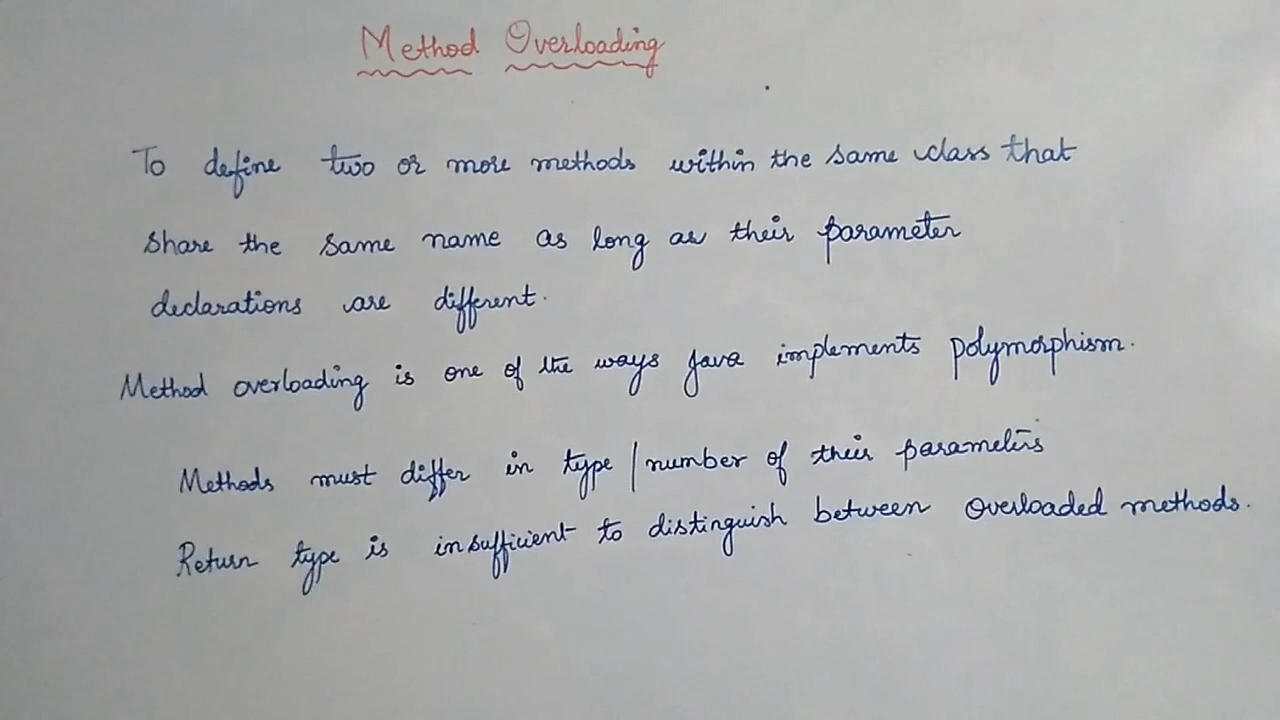 Method Overloading
To define two or more methods within the same class that
share the same name as long as their parameter
declarations are different.
Method overloading is one of the ways Java implements polymorphism.
Methods must differ in type / number of their parameters
Return type is insufficient to distinguish between overloaded methods.